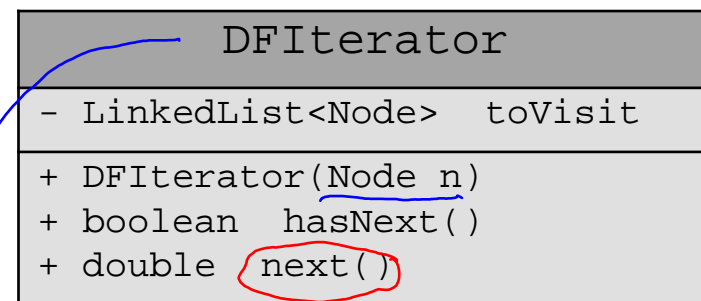 DFIterator
- LinkedList<Node> toVisit
+ DFIterator(Node n)
+ boolean hasNext()
+ double next()